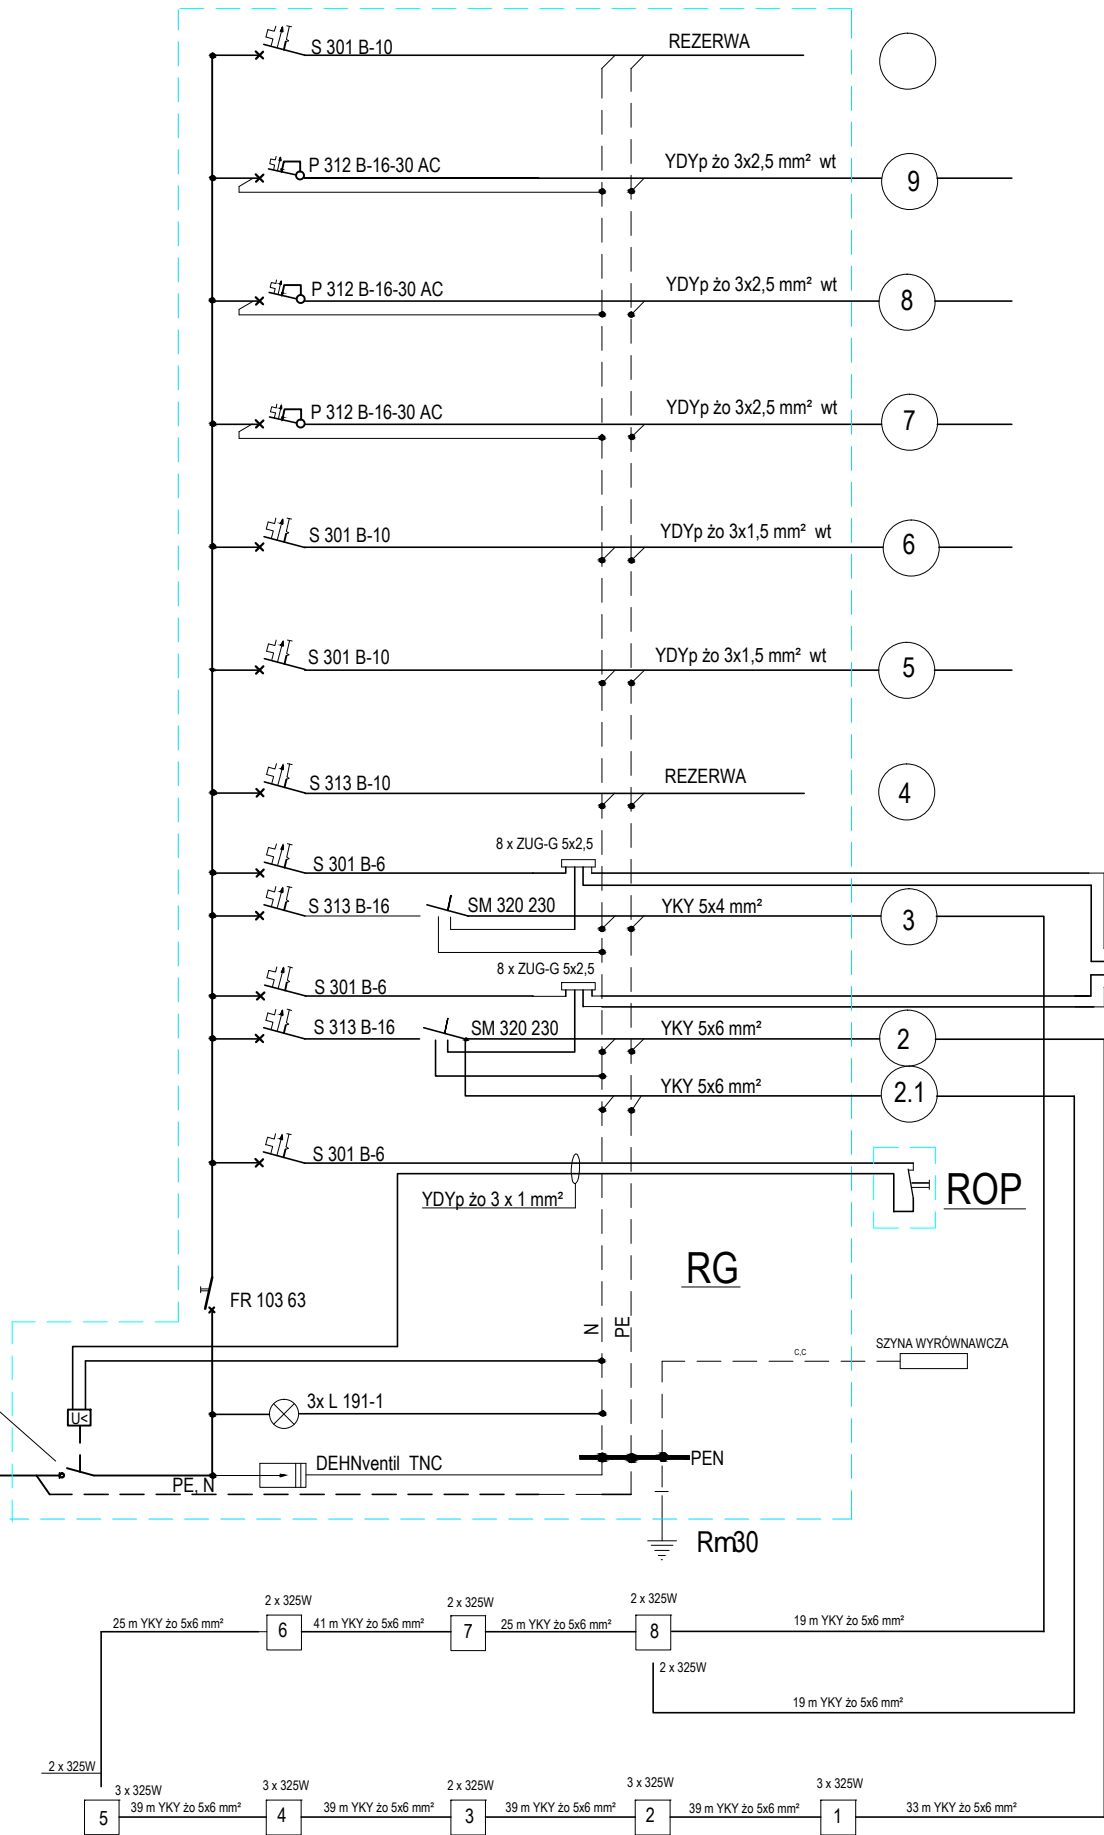 S 301 B-10
REZERWA
P 312 B-16-30 AC
YDYp żo 3x2,5 mm² wt
9
P 312 B-16-30 AC
YDYp żo 3x2,5 mm² wt
8
P 312 B-16-30 AC
YDYp żo 3x2,5 mm² wt
7
S 301 B-10
YDYp żo 3x1,5 mm² wt
6
S 301 B-10
YDYp żo 3x1,5 mm² wt
5
S 313 B-10
REZERWA
4
8 x ZUG-G 5x2,5
S 301 B-6
S 313 B-16
SM 320 230
YKY 5x4 mm²
3
8 x ZUG-G 5x2,5
S 301 B-6
S 313 B-16
SM 320 230
YKY 5x6 mm²
2
YKY 5x6 mm²
2.1
S 301 B-6
YDYp żo 3 x 1 mm²
ROP
RG
FR 103 63
N
PE
SZYNA WYRÓWNAWCZA
c.c
3x L 191-1
U<
DEHNventil TNC
PEN
PE, N
Rm30
2 x 325W
2 x 325W
2 x 325W
25 m YKY żo 5x6 mm²
6
41 m YKY żo 5x6 mm²
7
25 m YKY żo 5x6 mm²
8
19 m YKY żo 5x6 mm²
2 x 325W
19 m YKY żo 5x6 mm²
2 x 325W
3 x 325W
3 x 325W
2 x 325W
3 x 325W
3 x 325W
5
39 m YKY żo 5x6 mm²
4
39 m YKY żo 5x6 mm²
3
39 m YKY żo 5x6 mm²
2
39 m YKY żo 5x6 mm²
1
33 m YKY żo 5x6 mm²